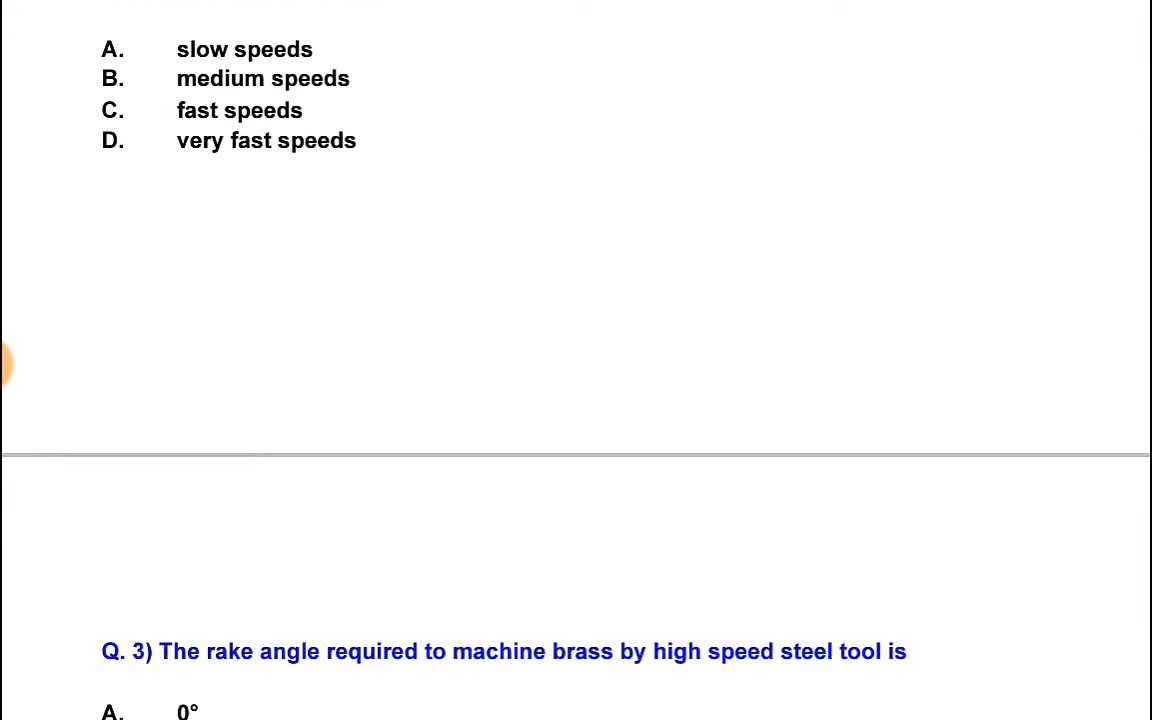 A. slow speeds
B. medium speeds
C. fast speeds
D. very fast speeds
Q. 3) The rake angle required to machine brass by high speed steel tool is
A. 0°